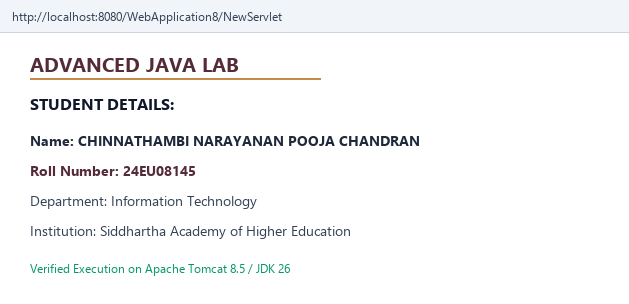 http://localhost:8080/WebApplication8/NewServlet
ADVANCED JAVA LAB
STUDENT DETAILS:
Name: CHINNATHAMBI NARAYANAN POOJA CHANDRAN
Roll Number: 24EU08145
Department: Information Technology
Institution: Siddhartha Academy of Higher Education
Verified Execution on Apache Tomcat 8.5 / JDK 26